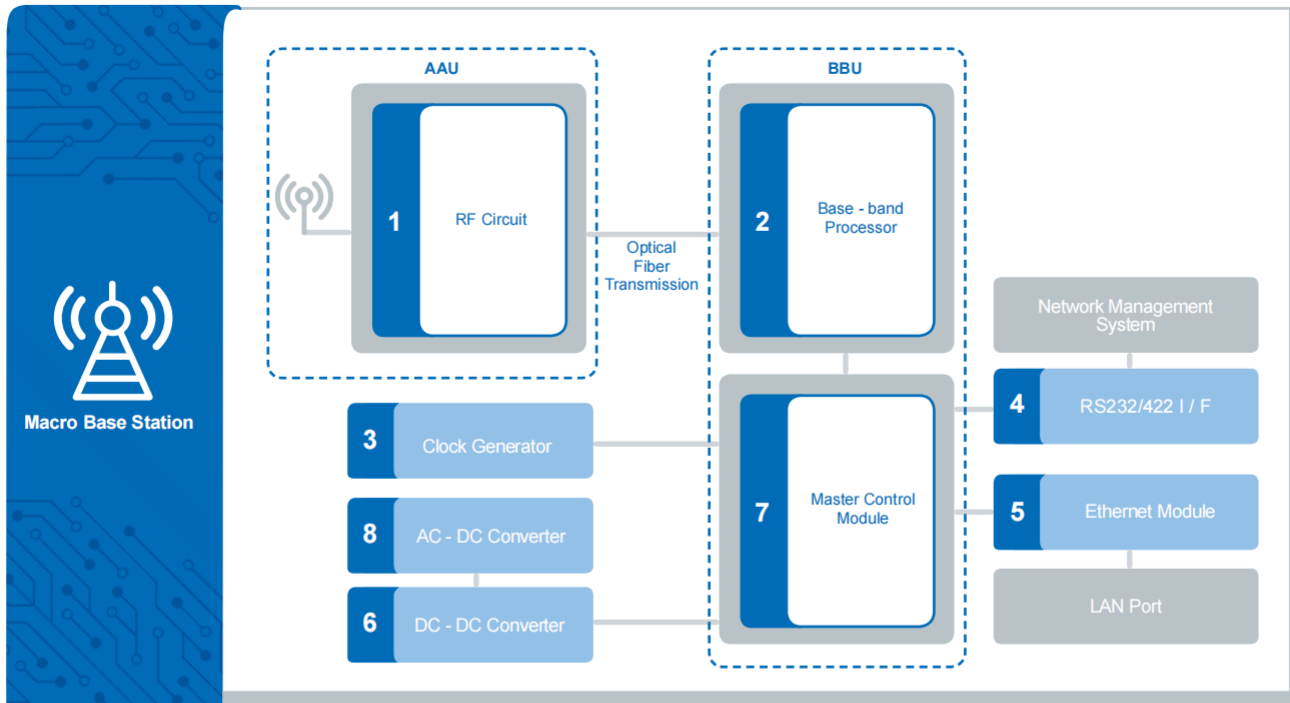 Macro Base Station
AAU
1
RF Circuit
Optical
Fiber
Transmission
BBU
2
Base - band
Processor
3
Clock Generator
8
AC - DC Converter
6
DC - DC Converter
7
Master Control
Module
Network Management
System
4
RS232/422 I / F
5
Ethernet Module
LAN Port